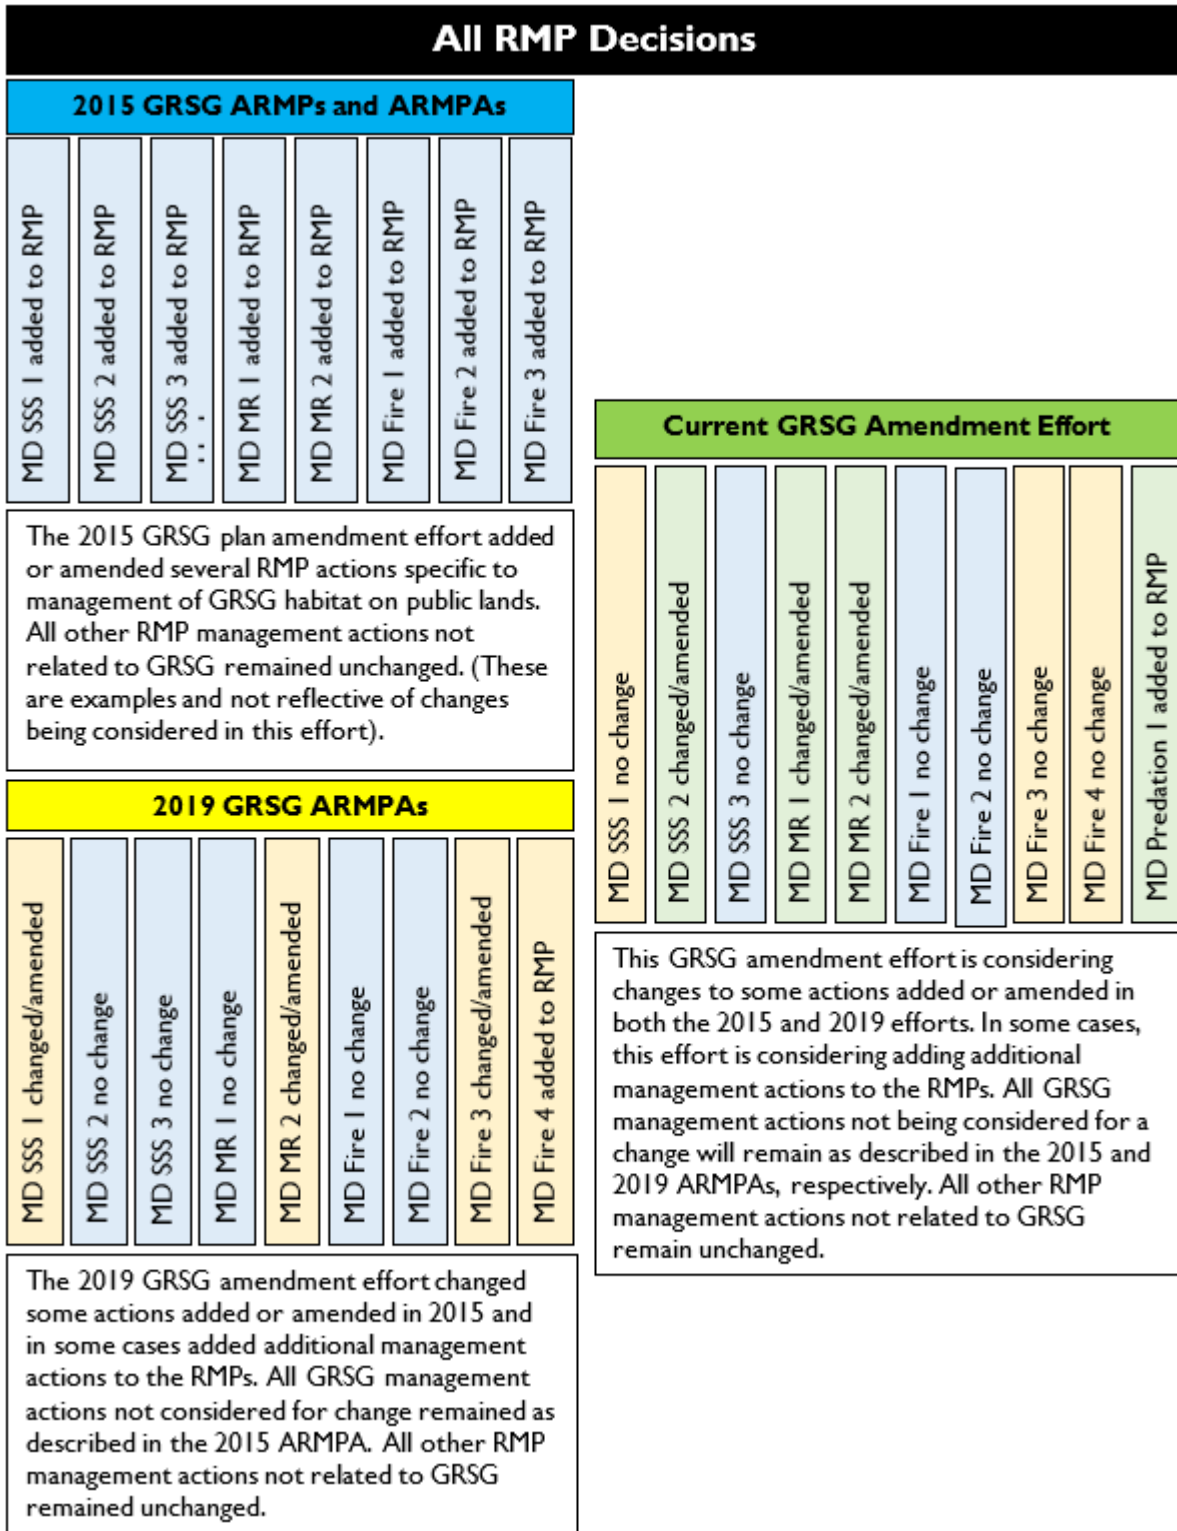 All RMP Decisions
2015 GRSG ARMPs and ARMPAs
MD SSS 1 added to RMP
MD SSS 2 added to RMP
MD SSS 3 added to RMP
MD MR 1 added to RMP
MD MR 2 added to RMP
MD Fire 1 added to RMP
MD Fire 2 added to RMP
MD Fire 3 added to RMP
The 2015 GRSG plan amendment effort added
or amended several RMP actions specific to
management of GRSG habitat on public lands.
All other RMP management actions not
related to GRSG remained unchanged. (These
are examples and not reflective of changes
being considered in this effort).
2019 GRSG ARMPAs
MD SSS 1 changed/amended
MD SSS 2 no change
MD SSS 3 no change
MD MR 1 no change
MD MR 2 changed/amended
MD Fire 1 no change
MD Fire 2 no change
MD Fire 3 changed/amended
MD Fire 4 added to RMP
The 2019 GRSG amendment effort changed
some actions added or amended in 2015 and
in some cases added additional management
actions to the RMPs. All GRSG management
actions not considered for change remained as
described in the 2015 ARMPA. All other RMP
management actions not related to GRSG
remained unchanged.
Current GRSG Amendment Effort
MD SSS 1 no change
MD SSS 2 changed/amended
MD SSS 3 no change
MD MR 1 changed/amended
MD MR 2 changed/amended
MD Fire 1 no change
MD Fire 2 no change
MD Fire 3 no change
MD Fire 4 no change
MD Predation 1 added to RMP
This GRSG amendment effort is considering
changes to some actions added or amended in
both the 2015 and 2019 efforts. In some cases,
this effort is considering adding additional
management actions to the RMPs. All GRSG
management actions not being considered for a
change will remain as described in the 2015 and
2019 ARMPAs, respectively. All other RMP
management actions not related to GRSG
remain unchanged.